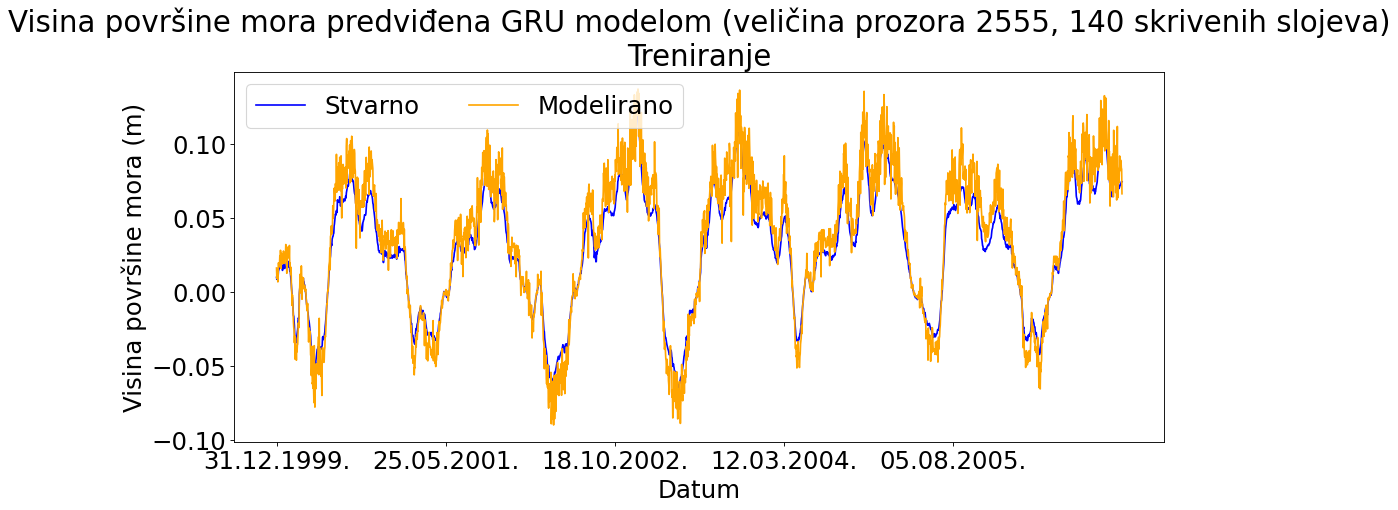 Visina površine mora predviđena GRU modelom (veličina prozora 2555, 140 skrivenih slojeva)
Treniranje
Stvarno
Modelirano
Visina površine mora (m)
0.10
0.05
0.00
−0.05
−0.10
31.12.1999.
25.05.2001.
18.10.2002.
12.03.2004.
05.08.2005.
Datum